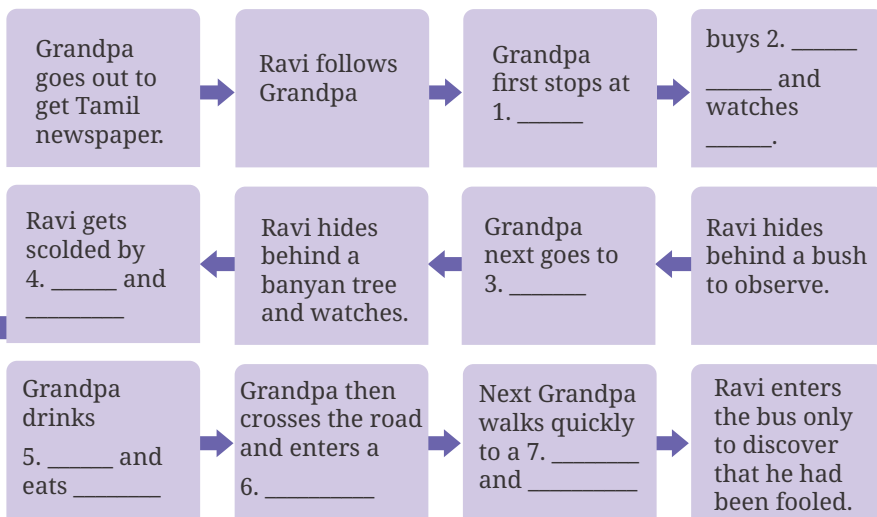 Grandpa
goes out to
get Tamil
newspaper.
Ravi follows
Grandpa
Grandpa
first stops at
1. ______
buys 2. ______
______ and
watches
______.
Ravi gets
scolded by
4. ______ and
_________
Ravi hides
behind a
banyan tree
and watches.
Grandpa
next goes to
3. _______
Ravi hides
behind a bush
to observe.
Grandpa
drinks
5. ______ and
eats ________
Grandpa then
crosses the road
and enters a
6. __________
Next Grandpa
walks quickly
to a 7. ________
and __________
Ravi enters
the bus only
to discover
that he had
been fooled.